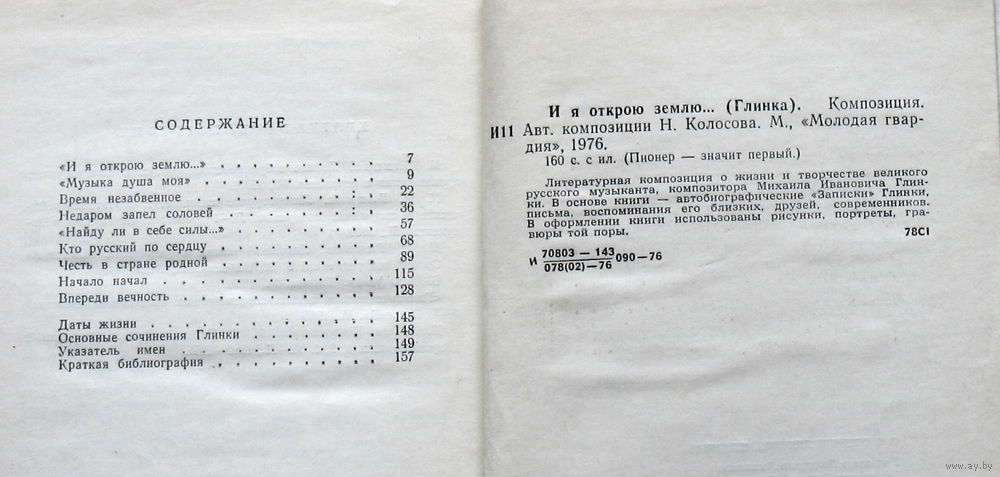 СОДЕРЖАНИЕ
«И я открою землю...» . . . . . . . . . . 7
«Музыка душа моя» . . . . . . . . . . 9
Время незабвенное . . . . . . . . . . 22
Недаром запел соловей . . . . . . . . . 36
«Найду ли в себе силы...» . . . . . . . . 57
Кто русский по сердцу . . . . . . . . . 68
Честь в стране родной . . . . . . . . . 89
Начало начал . . . . . . . . . . . . 115
Впереди вечность . . . . . . . . . . . 128
Даты жизни . . . . . . . . . . . . . 145
Основные сочинения Глинки . . . . . . . 148
Указатель имен . . . . . . . . . . . 149
Краткая библиография . . . . . . . . . 157
И я открою землю... (Глинка). Композиция.
И11 Авт. композиции Н. Колосова. М., «Молодая гвар-
дия», 1976.
160 с. с ил. (Пионер — значит первый.)
Литературная композиция о жизни и творчестве великого
русского музыканта, композитора Михаила Ивановича Глин-
ки. В основе книги — автобиографические «Записки» Глинки,
письма, воспоминания его близких, друзей, современников.
В оформлении книги использованы рисунки, портреты, гра-
вюры той поры.
78С1
И 70803 — 143
078(02)—76 090—76
www.ay.by